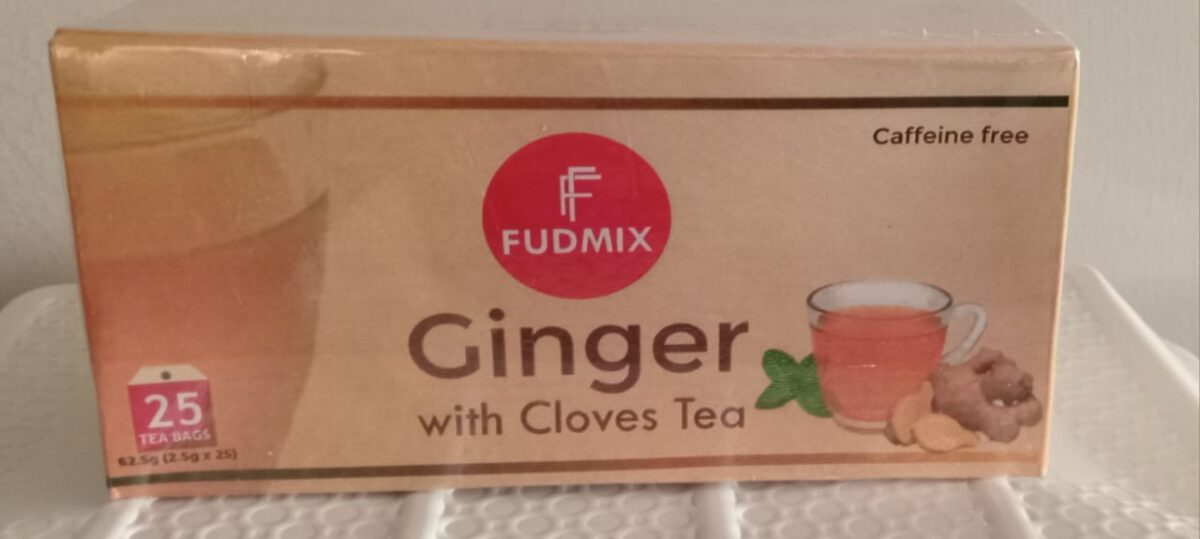 Caffeine free
FUDMIX
Ginger
with Cloves Tea
25
TEA BAGS
62.5g (2.5g x 25)